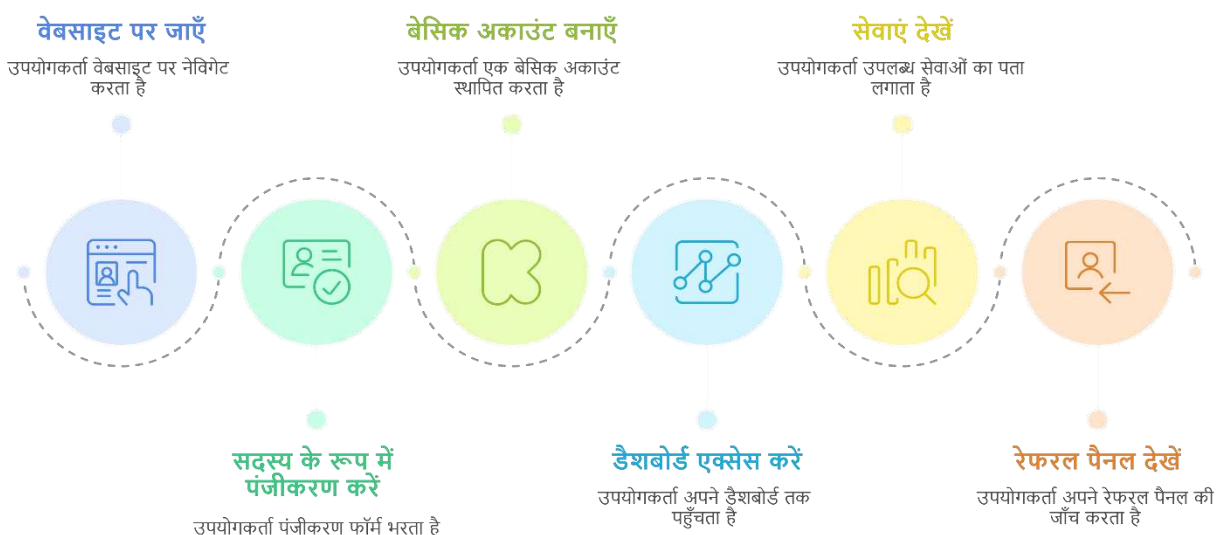 वेबसाइट पर जाएँ
उपयोगकर्ता वेबसाइट पर नेविगेट
करता है
सदस्य के रूप में
पंजीकरण करें
उपयोगकर्ता पंजीकरण फॉर्म भरता है
बेसिक अकाउंट बनाएँ
उपयोगकर्ता एक बेसिक अकाउंट
स्थापित करता है
डैशबोर्ड एक्सेस करें
उपयोगकर्ता अपने डैशबोर्ड तक
पहुँचता है
सेवाएं देखें
उपयोगकर्ता उपलब्ध सेवाओं का पता
लगाता है
रेफरल पैनल देखें
उपयोगकर्ता अपने रेफरल पैनल की
जाँच करता है